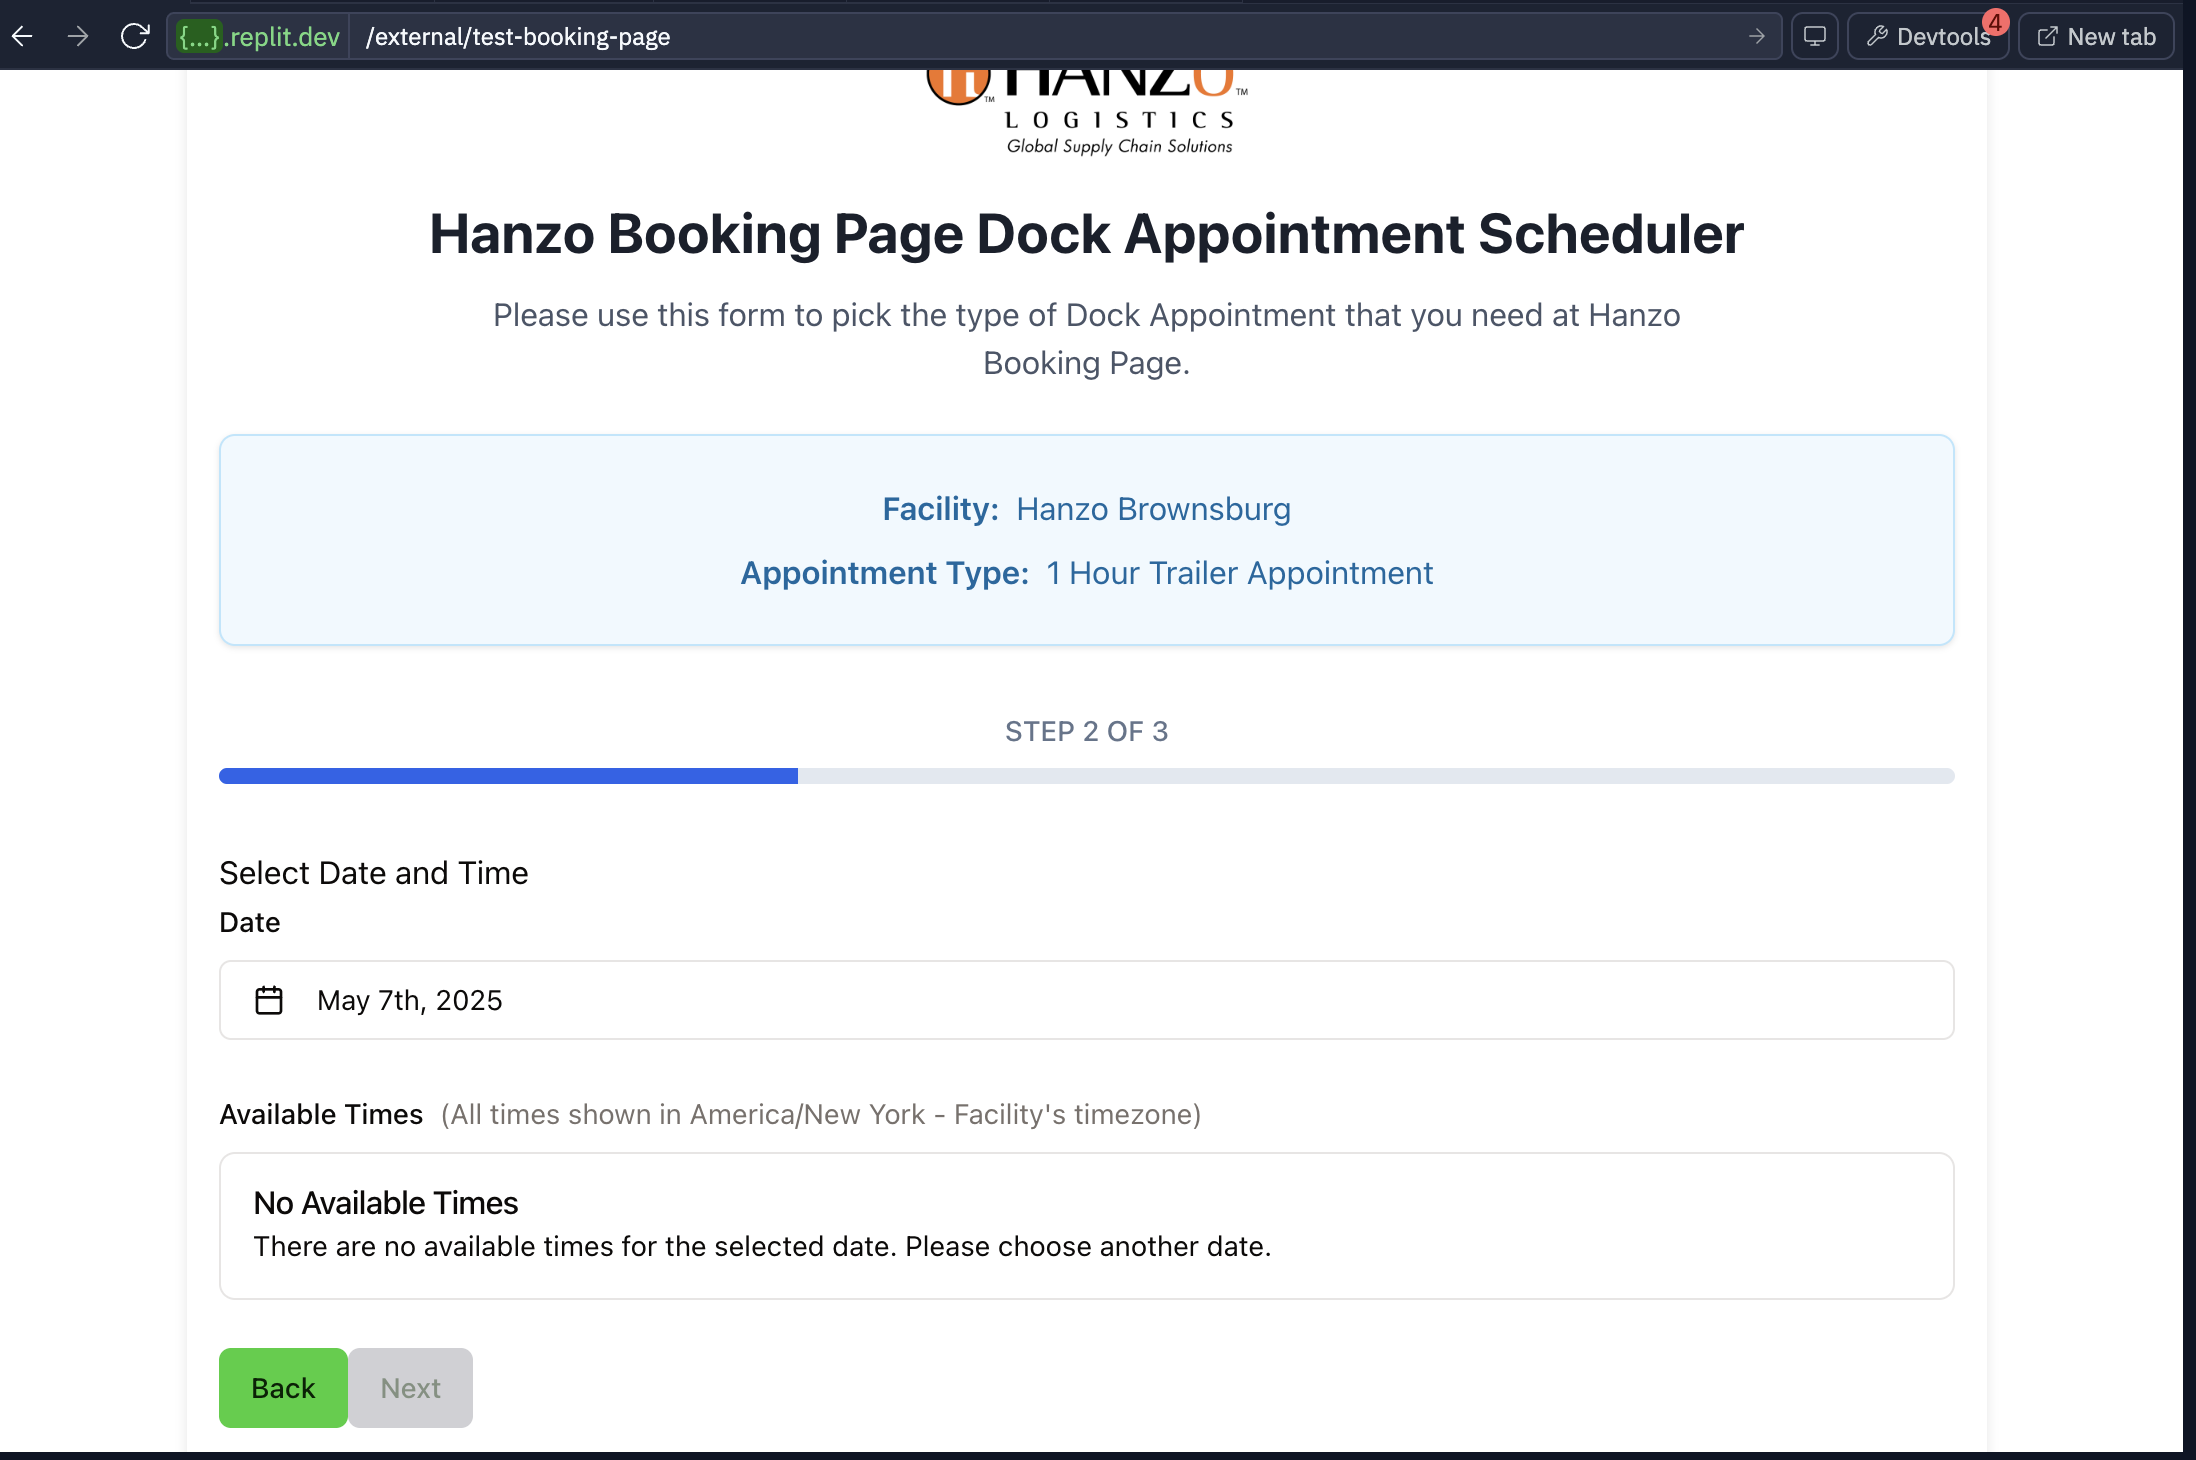 {...}.replit.dev /external/test-booking-page
Devtools 4
New tab
HANZO™
™
LOGISTICS
Global Supply Chain Solutions
Hanzo Booking Page Dock Appointment Scheduler
Please use this form to pick the type of Dock Appointment that you need at Hanzo
Booking Page.
Facility: Hanzo Brownsburg
Appointment Type: 1 Hour Trailer Appointment
STEP 2 OF 3
Select Date and Time
Date
May 7th, 2025
Available Times (All times shown in America/New York - Facility's timezone)
No Available Times
There are no available times for the selected date. Please choose another date.
Back
Next